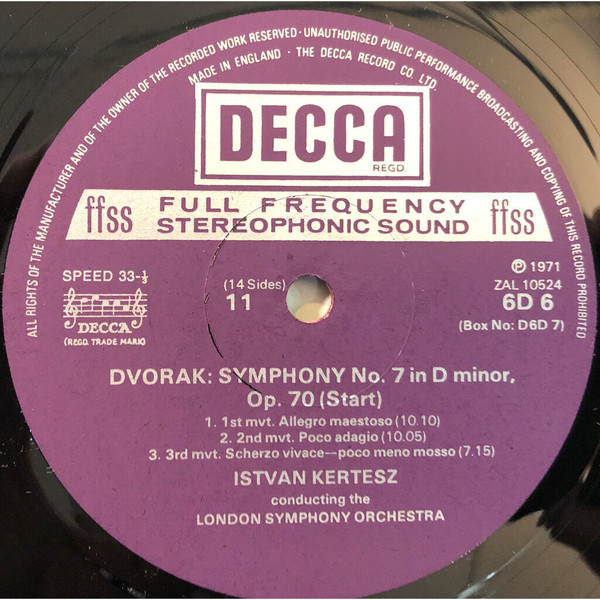 ALL RIGHTS OF THE MANUFACTURER AND OF THE OWNER OF THE RECORDED WORK RESERVED · UNAUTHORISED PUBLIC PERFORMANCE BROADCASTING AND COPYING OF THIS RECORD PROHIBITED
MADE IN ENGLAND · THE DECCA RECORD CO. LTD.
DECCA
REGD.
ffss FULL FREQUENCY STEREOPHONIC SOUND ffss
SPEED 33-⅓
DECCA
(REGD. TRADE MARK)
(14 Sides)
11
℗ 1971
ZAL 10524
6D 6
(Box No: D6D 7)
DVORAK: SYMPHONY No. 7 in D minor,
Op. 70 (Start)
1. 1st mvt. Allegro maestoso (10.10)
2. 2nd mvt. Poco adagio (10.05)
3. 3rd mvt. Scherzo vivace—poco meno mosso (7.15)
ISTVAN KERTESZ
conducting the
LONDON SYMPHONY ORCHESTRA